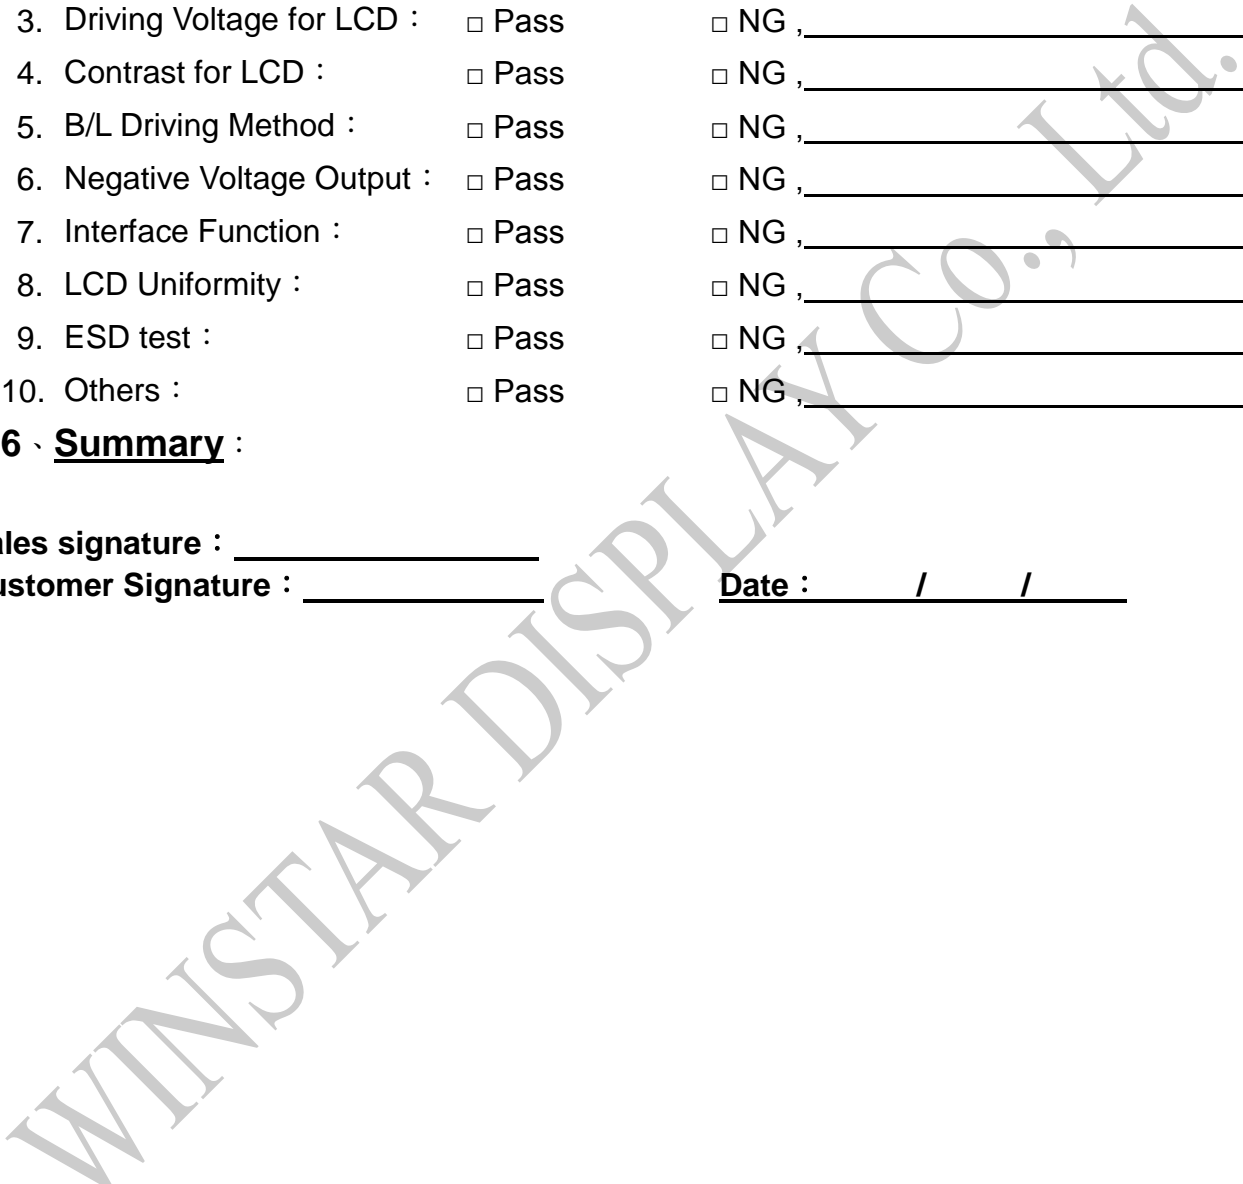 3. Driving Voltage for LCD： □ Pass □ NG ,
4. Contrast for LCD： □ Pass □ NG ,
5. B/L Driving Method： □ Pass □ NG ,
6. Negative Voltage Output： □ Pass □ NG ,
7. Interface Function： □ Pass □ NG ,
8. LCD Uniformity： □ Pass □ NG ,
9. ESD test： □ Pass □ NG ,
10. Others： □ Pass □ NG ,
6、Summary：
ales signature：
ustomer Signature： Date： / /
WINSTAR DISPLAY Co., Ltd.